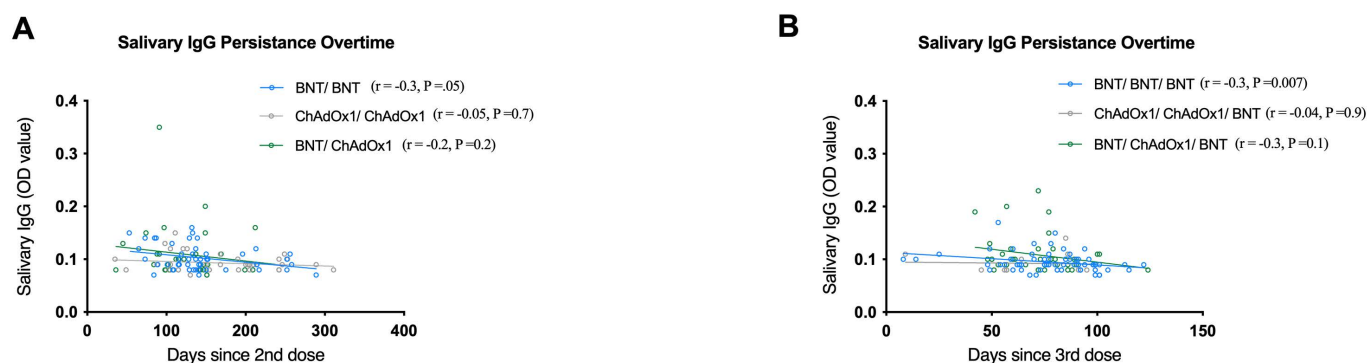 A
Salivary IgG Persistance Overtime
BNT/ BNT (r = -0.3, P =.05)
ChAdOx1/ ChAdOx1 (r = -0.05, P =0.7)
BNT/ ChAdOx1 (r = -0.2, P =0.2)
Salivary IgG (OD value)
0.4
0.3
0.2
0.1
0.0
0 100 200 300 400
Days since 2nd dose
B
Salivary IgG Persistance Overtime
BNT/ BNT/ BNT (r = -0.3, P =0.007)
ChAdOx1/ ChAdOx1/ BNT (r = -0.04, P =0.9)
BNT/ ChAdOx1/ BNT (r = -0.3, P =0.1)
Salivary IgG (OD value)
0.4
0.3
0.2
0.1
0.0
0 50 100 150
Days since 3rd dose